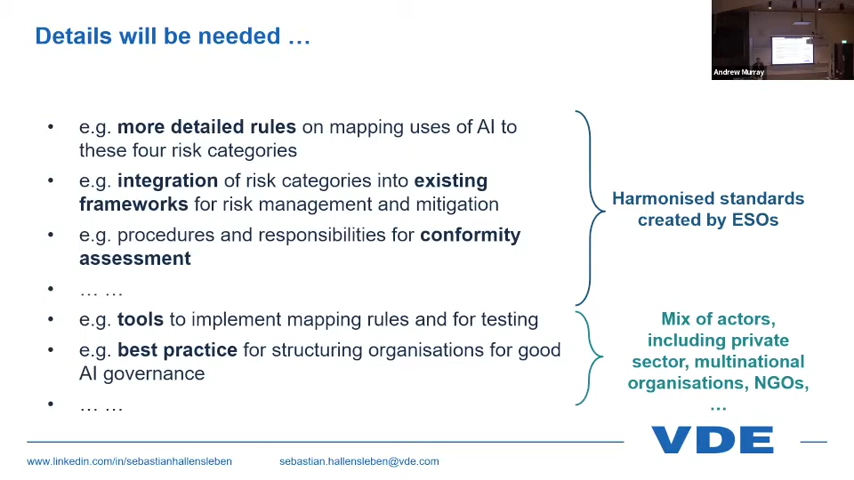 Details will be needed …
Andrew Murray
• e.g. more detailed rules on mapping uses of AI to
these four risk categories
• e.g. integration of risk categories into existing
frameworks for risk management and mitigation
• e.g. procedures and responsibilities for conformity
assessment
• … …
Harmonised standards
created by ESOs
• e.g. tools to implement mapping rules and for testing
• e.g. best practice for structuring organisations for good
AI governance
• … …
Mix of actors,
including private
sector, multinational
organisations, NGOs,
…
VDE
www.linkedin.com/in/sebastianhallensleben
sebastian.hallensleben@vde.com